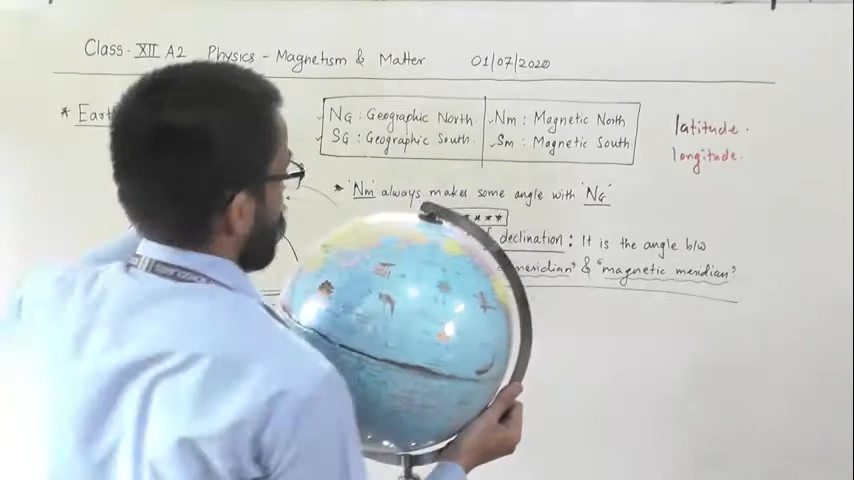 Class - XII A2 Physics - Magnetism & Matter 01/07/2020
* Eart
NG : Geographic North. Nm : Magnetic North
SG : Geographic South. Sm : Magnetic South
latitude.
longitude.
* 'Nm' always makes some angle with 'NG'
****
declination : It is the angle b/w
meridian" & "magnetic meridian"